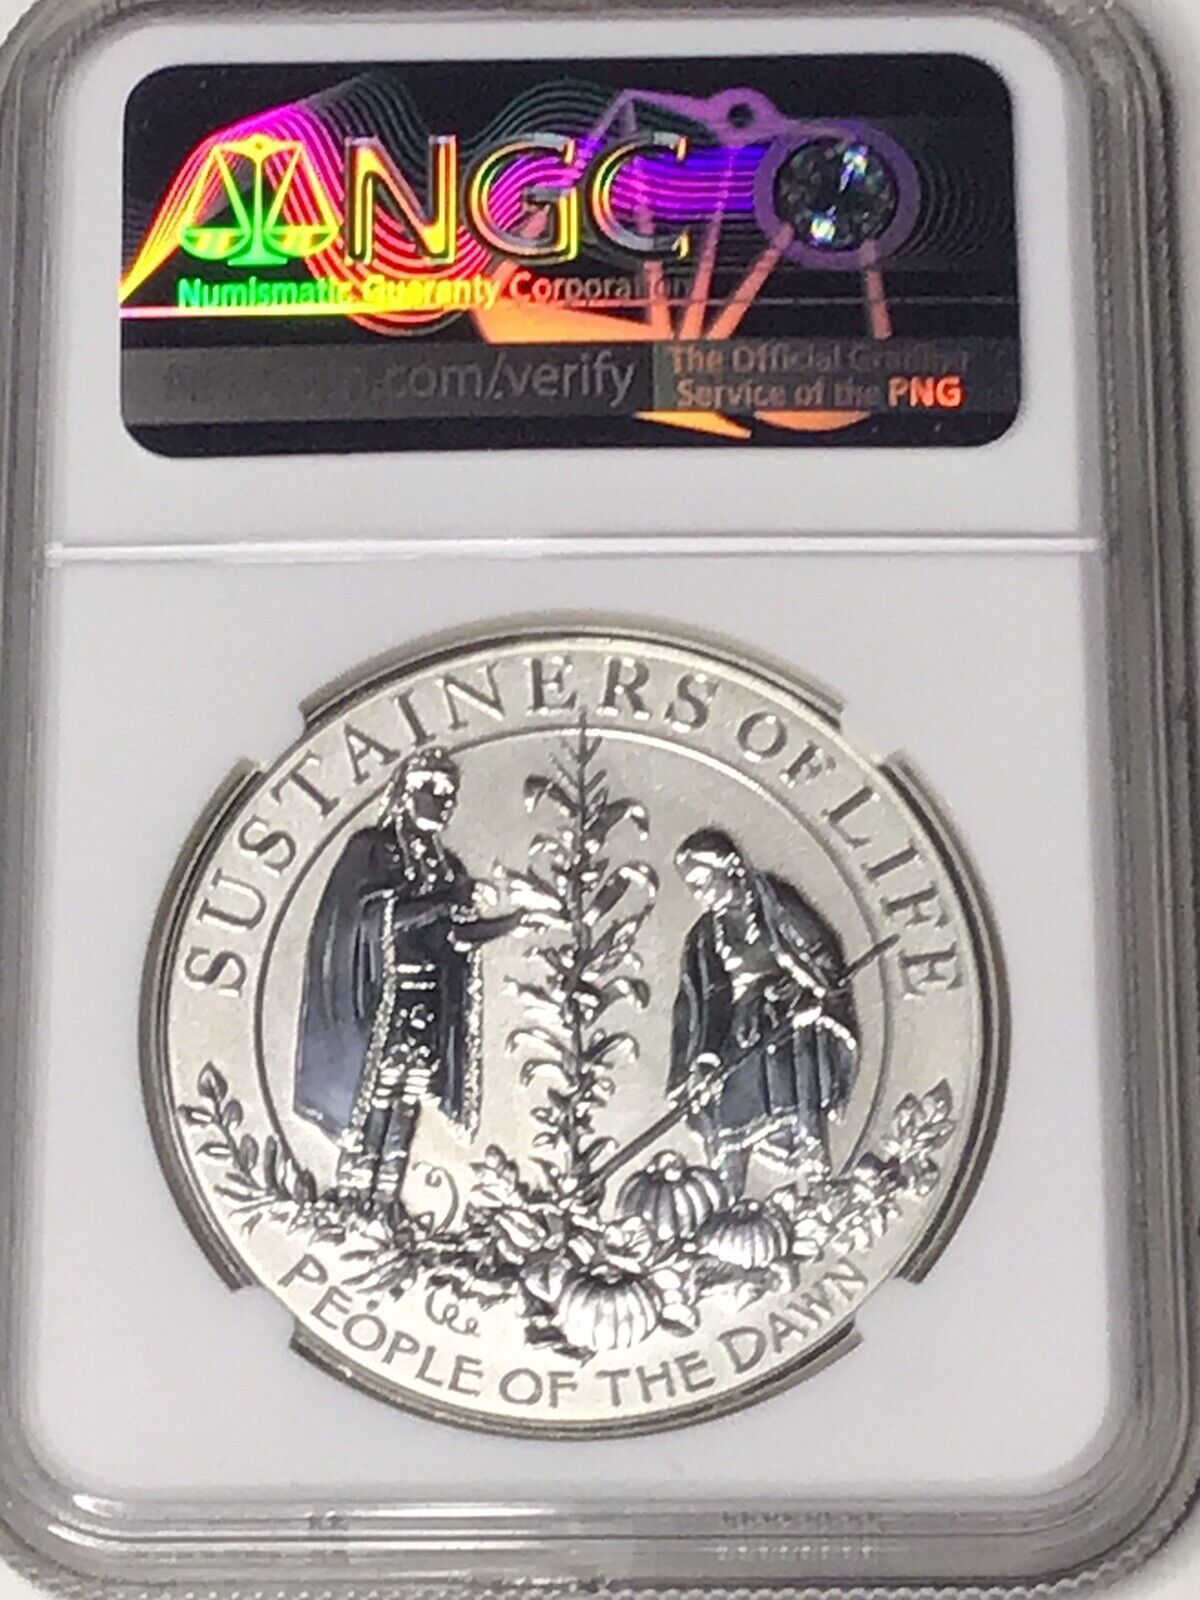 NGC
Numismatic Guaranty Corporation
.com/verify
The Official Grading
Service of the PNG
SUSTAINERS OF LIFE
PEOPLE OF THE DAWN